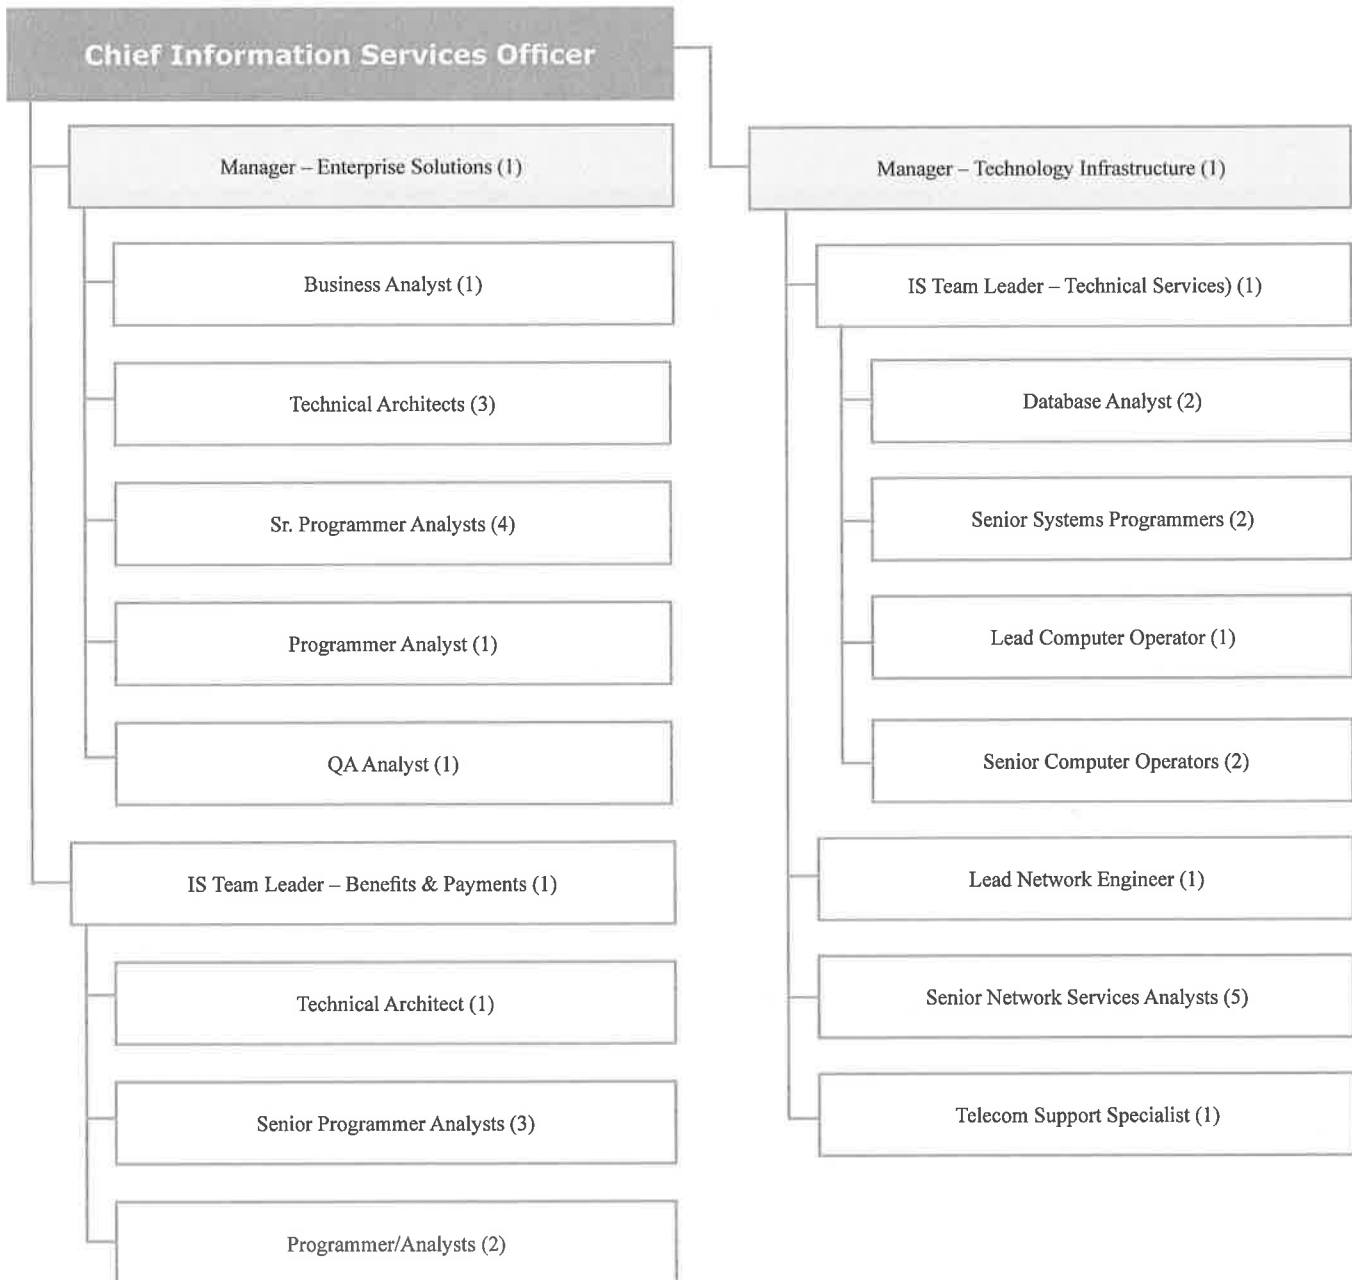 Chief Information Services Officer
Manager – Enterprise Solutions (1)
Business Analyst (1)
Technical Architects (3)
Sr. Programmer Analysts (4)
Programmer Analyst (1)
QA Analyst (1)
IS Team Leader – Benefits & Payments (1)
Technical Architect (1)
Senior Programmer Analysts (3)
Programmer/Analysts (2)
Manager – Technology Infrastructure (1)
IS Team Leader – Technical Services) (1)
Database Analyst (2)
Senior Systems Programmers (2)
Lead Computer Operator (1)
Senior Computer Operators (2)
Lead Network Engineer (1)
Senior Network Services Analysts (5)
Telecom Support Specialist (1)